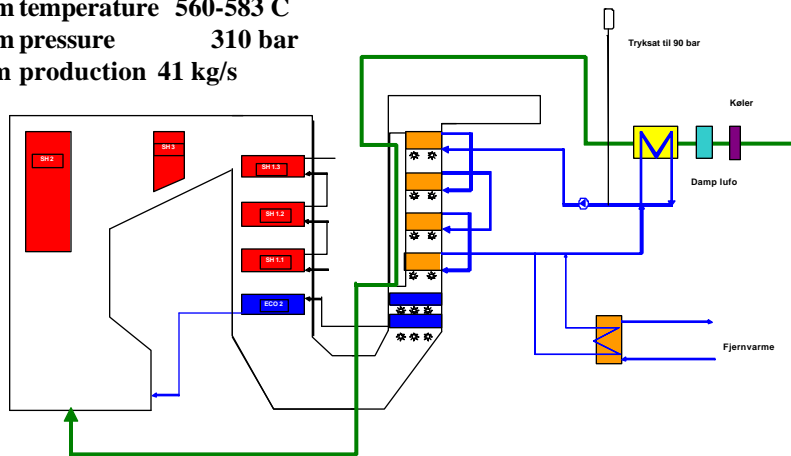 m temperature 560-583 C
m pressure 310 bar
m production 41 kg/s
Tryksat til 90 bar
Køler
Damp lufo
SH 2
SH 3
SH 1.3
SH 1.2
SH 1.1
ECO 2
Fjernvarme